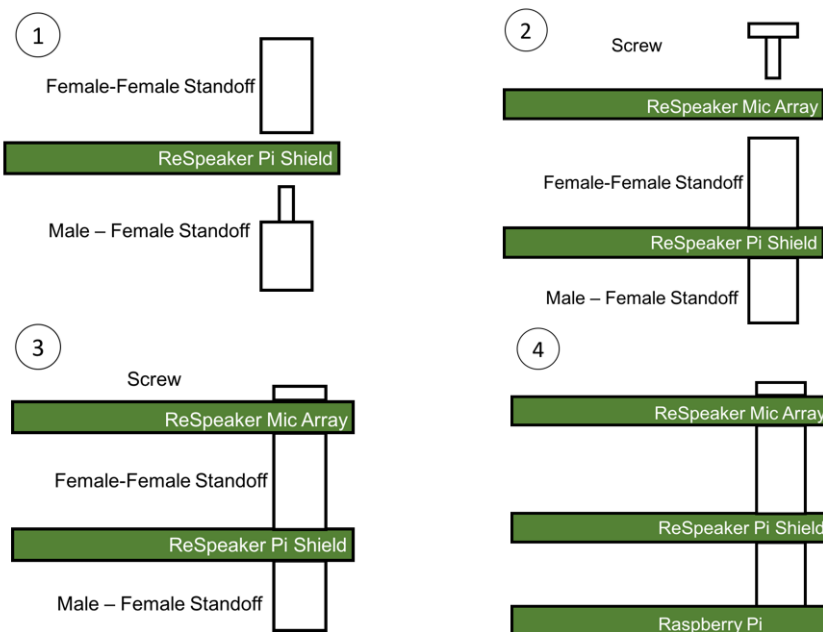 1
Female-Female Standoff
ReSpeaker Pi Shield
Male – Female Standoff
2
Screw
ReSpeaker Mic Array
Female-Female Standoff
ReSpeaker Pi Shield
Male – Female Standoff
3
Screw
ReSpeaker Mic Array
Female-Female Standoff
ReSpeaker Pi Shield
Male – Female Standoff
4
ReSpeaker Mic Array
ReSpeaker Pi Shield
Raspberry Pi